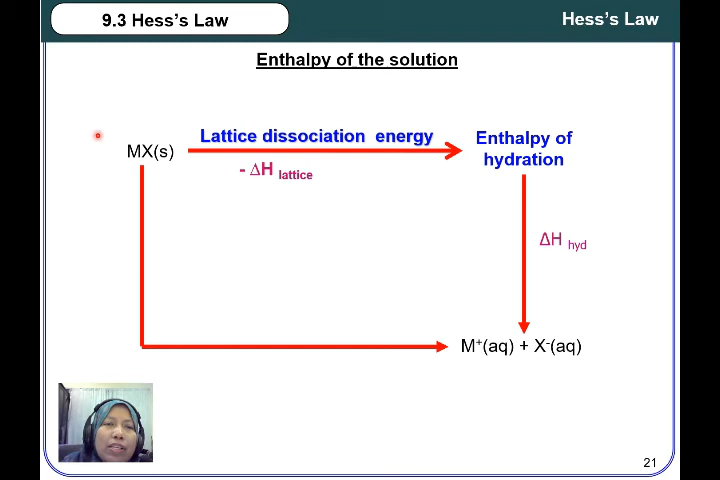 9.3 Hess's Law
Hess's Law
Enthalpy of the solution
Lattice dissociation energy
MX(s)
- ΔH lattice
Enthalpy of
hydration
ΔH hyd
M⁺(aq) + X⁻(aq)
21